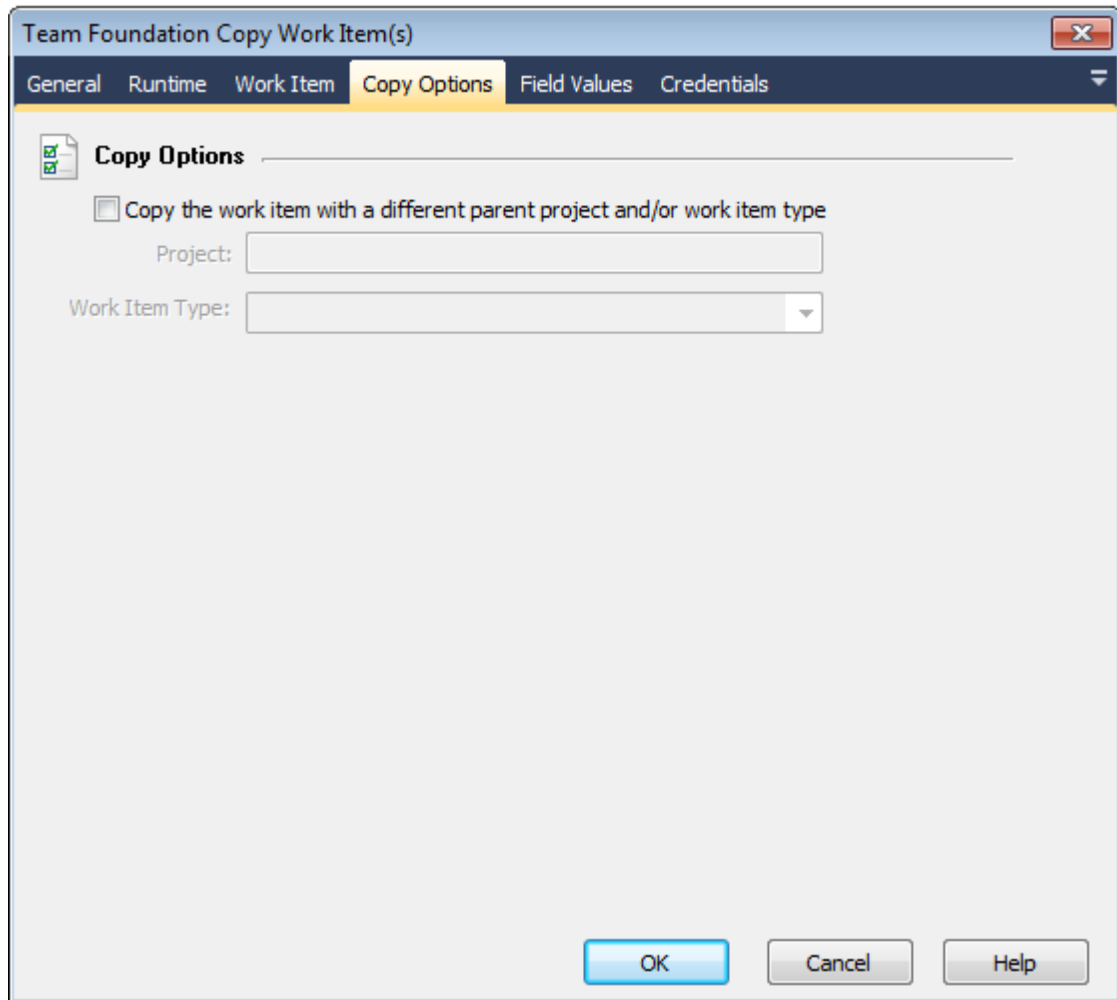 Team Foundation Copy Work Item(s)
General Runtime Work Item Copy Options Field Values Credentials
Copy Options
Copy the work item with a different parent project and/or work item type
Project:
Work Item Type:
OK Cancel Help